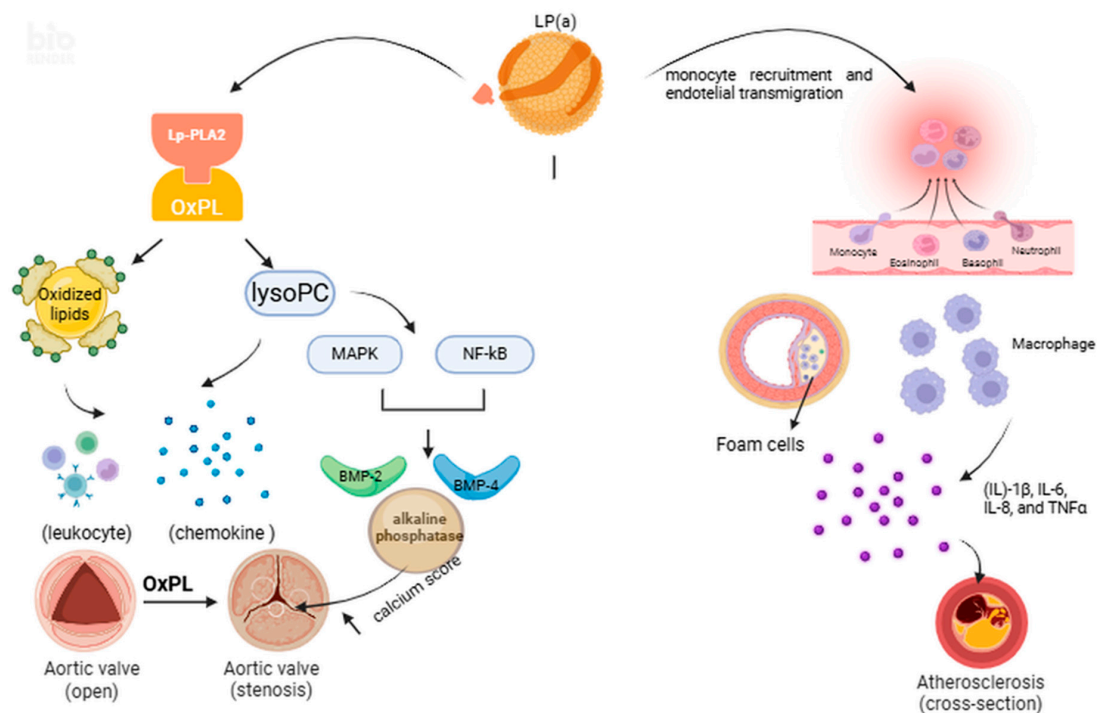 bio
RENDER
LP(a)
monocyte recruitment and
endotelial transmigration
Lp-PLA2
OxPL
Monocyte
Eosinophil
Basophil
Neutrophil
Oxidized
lipids
lysoPC
MAPK
NF-kB
Macrophage
Foam cells
BMP-2
BMP-4
alkaline
phosphatase
(IL)-1β, IL-6,
IL-8, and TNFα
(leukocyte)
(chemokine )
calcium score
OxPL
Aortic valve
(open)
Aortic valve
(stenosis)
Atherosclerosis
(cross-section)